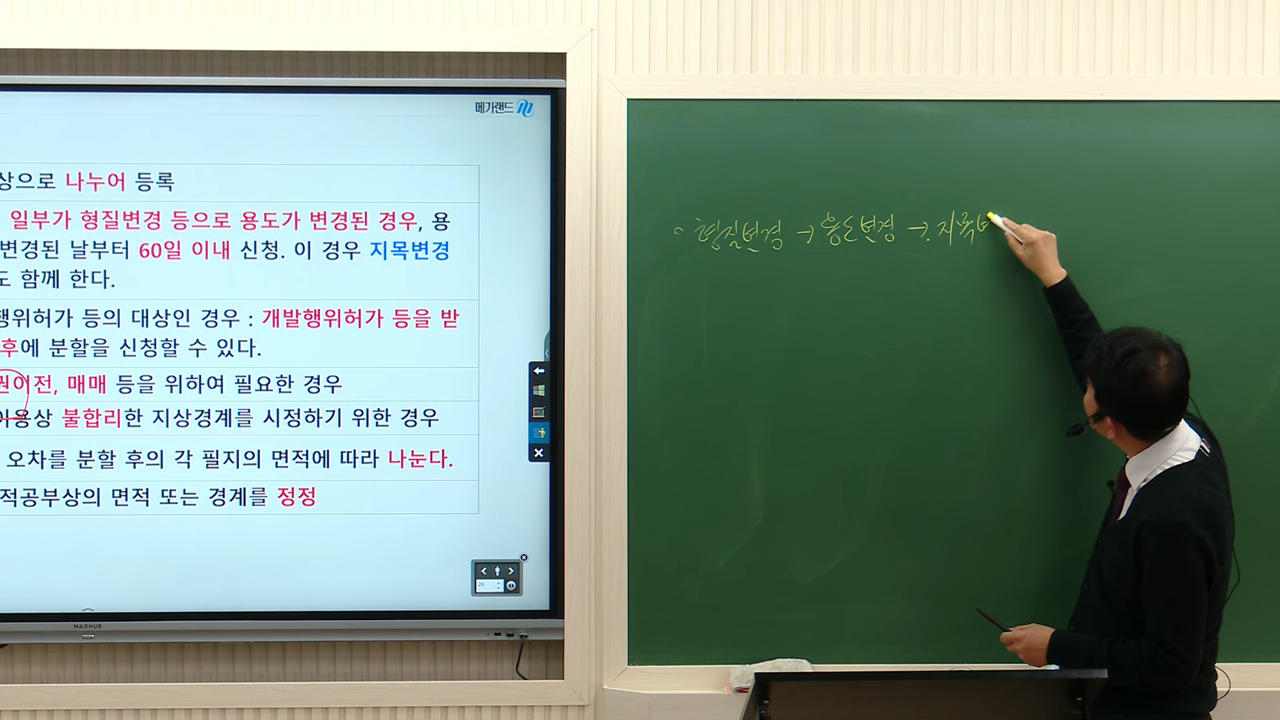 메가랜드
상으로 나누어 등록
일부가 형질변경 등으로 용도가 변경된 경우, 용
변경된 날부터 60일 이내 신청. 이 경우 지목변경
도 함께 한다.
행위허가 등의 대상인 경우 : 개발행위허가 등을 받
후에 분할을 신청할 수 있다.
권이전, 매매 등을 위하여 필요한 경우
이용상 불합리한 지상경계를 시정하기 위한 경우
오차를 분할 후의 각 필지의 면적에 따라 나눈다.
적공부상의 면적 또는 경계를 정정
26
MAXHUB
형질변경 → 용도변경 → 지목ㅂ